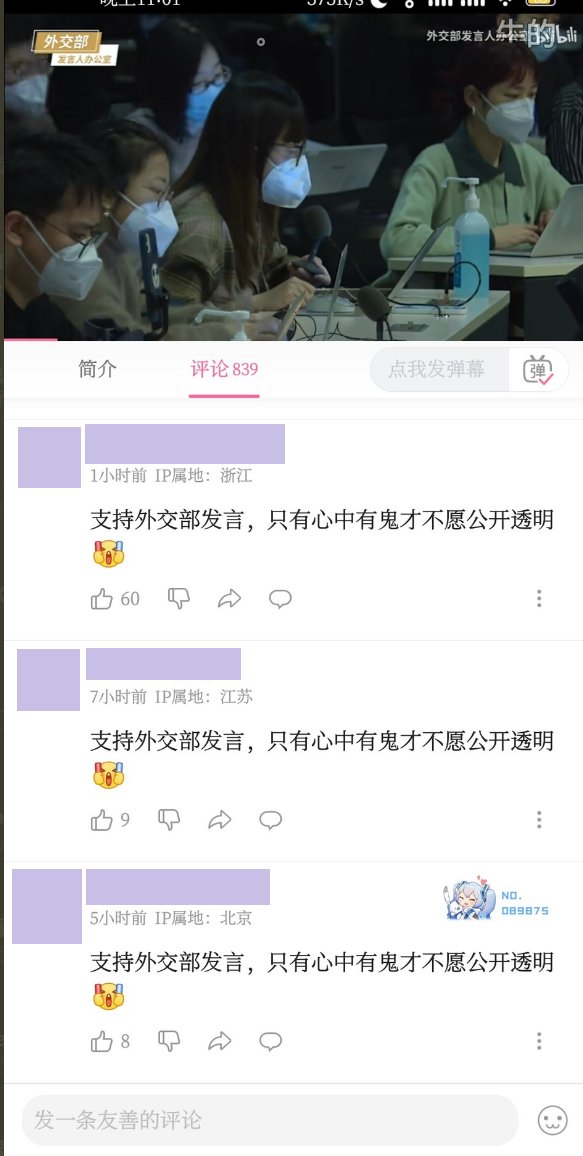 晚上11:01
573K/s
外交部
发言人办公室
外交部发言人办公室
牛的
bilibili
简介
评论 839
点我发弹幕
弹
1小时前 IP属地：浙江
支持外交部发言，只有心中有鬼才不愿公开透明
60
7小时前 IP属地：江苏
支持外交部发言，只有心中有鬼才不愿公开透明
9
NO.
089875
5小时前 IP属地：北京
支持外交部发言，只有心中有鬼才不愿公开透明
8
发一条友善的评论